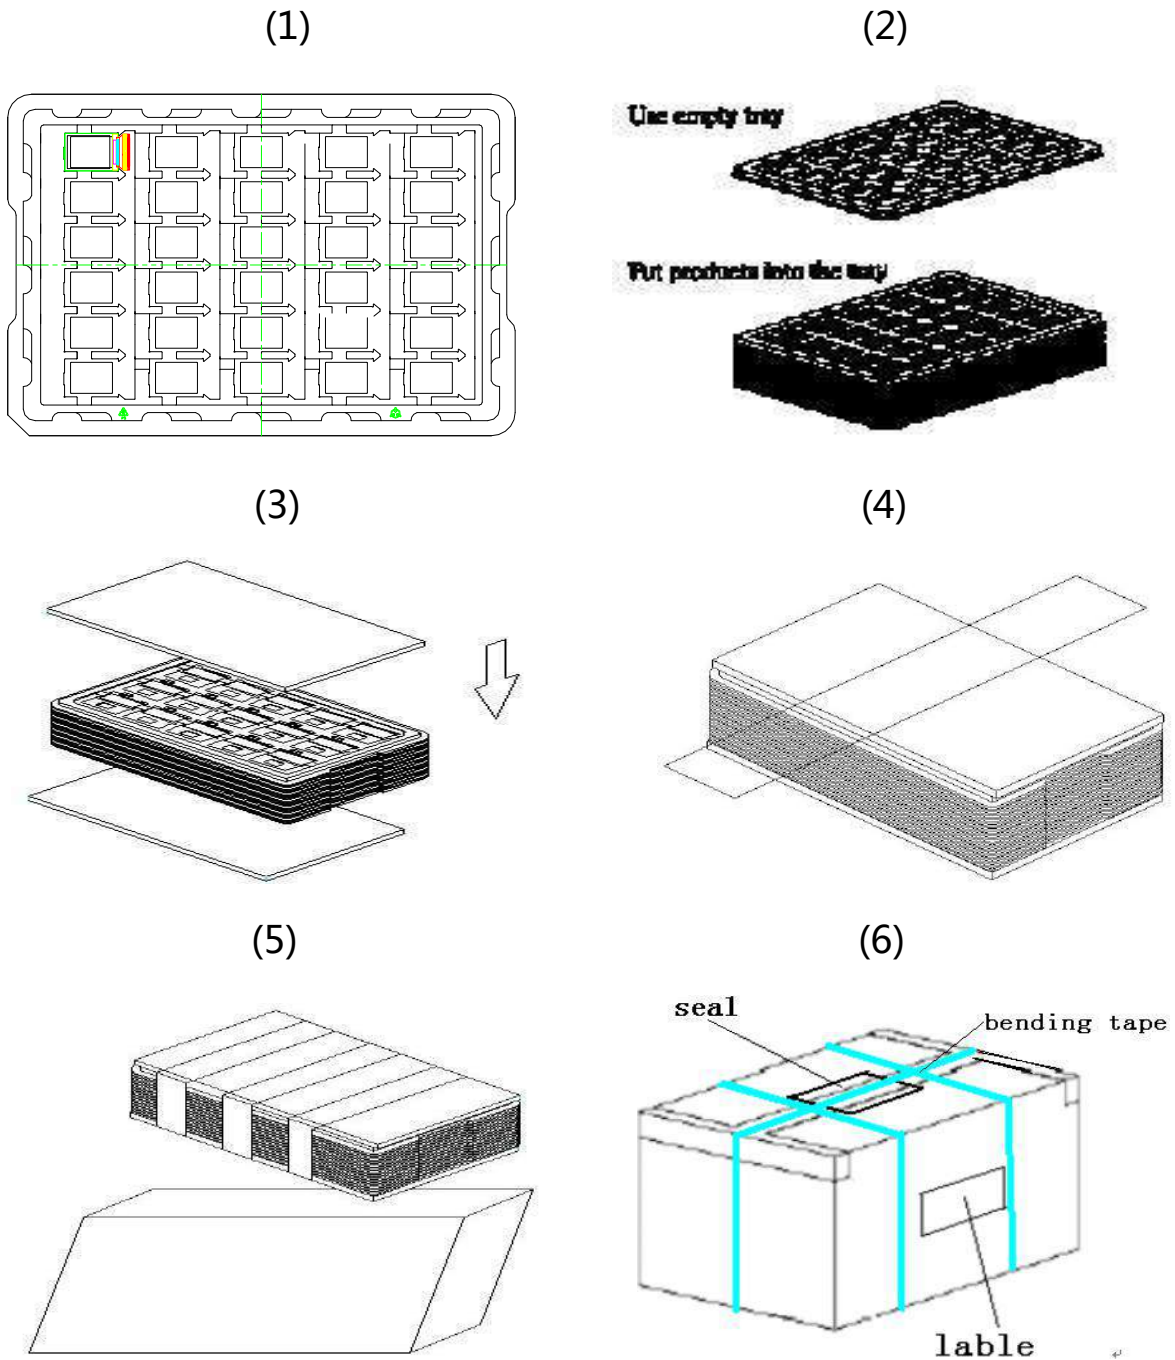 (1)
(2)
Use empty tray
Put products into the tray
(3)
(4)
(5)
(6)
seal
bending tape
lable